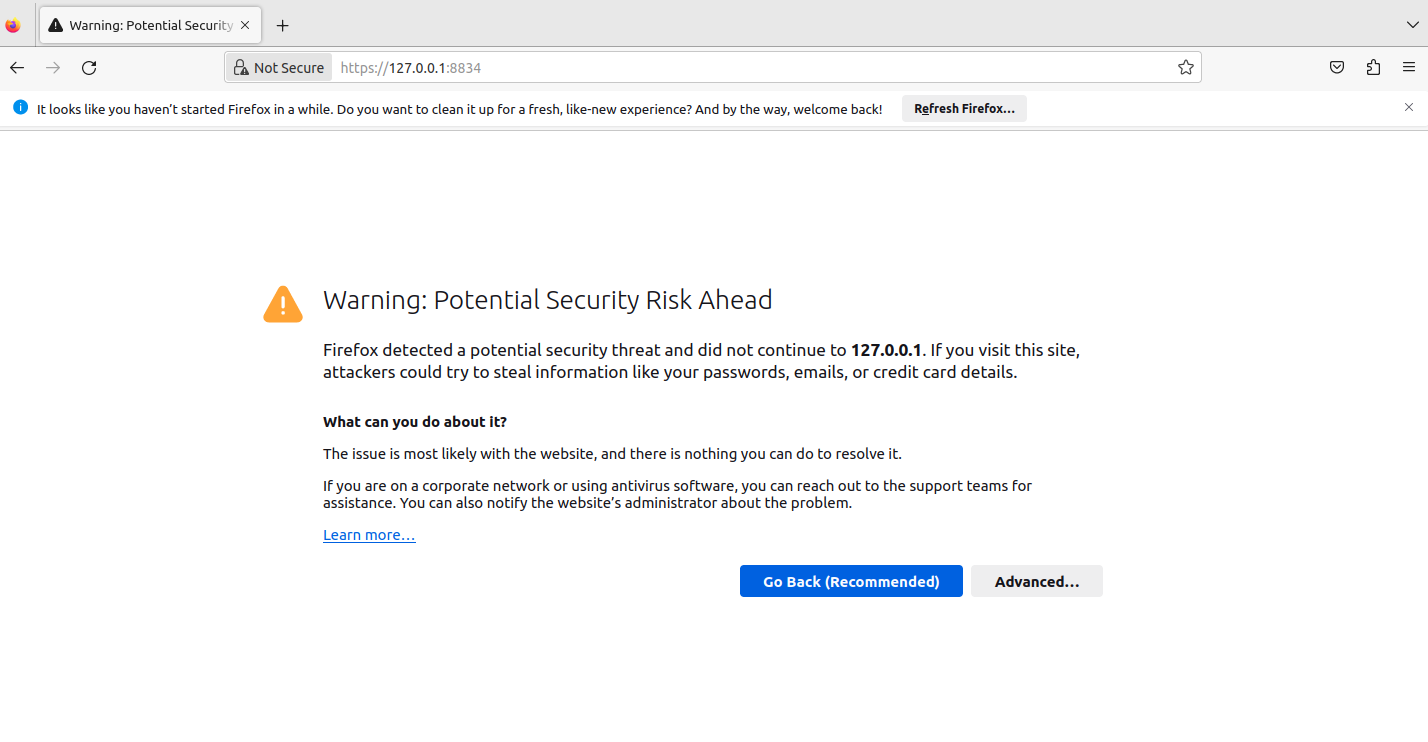 Warning: Potential Security
Not Secure https://127.0.0.1:8834
It looks like you haven’t started Firefox in a while. Do you want to clean it up for a fresh, like-new experience? And by the way, welcome back! Refresh Firefox…
Warning: Potential Security Risk Ahead
Firefox detected a potential security threat and did not continue to 127.0.0.1. If you visit this site,
attackers could try to steal information like your passwords, emails, or credit card details.
What can you do about it?
The issue is most likely with the website, and there is nothing you can do to resolve it.
If you are on a corporate network or using antivirus software, you can reach out to the support teams for
assistance. You can also notify the website’s administrator about the problem.
Learn more…
Go Back (Recommended) Advanced…